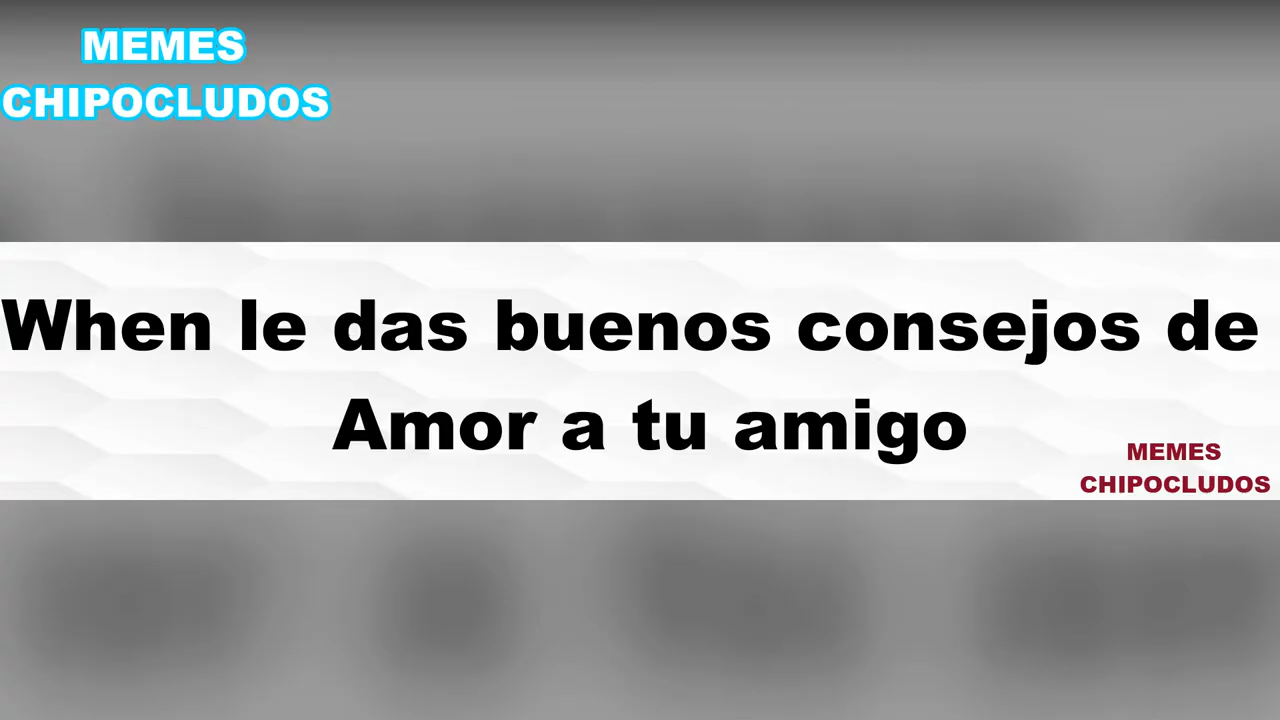 MEMES
CHIPOCLUDOS
When le das buenos consejos de
Amor a tu amigo
MEMES
CHIPOCLUDOS